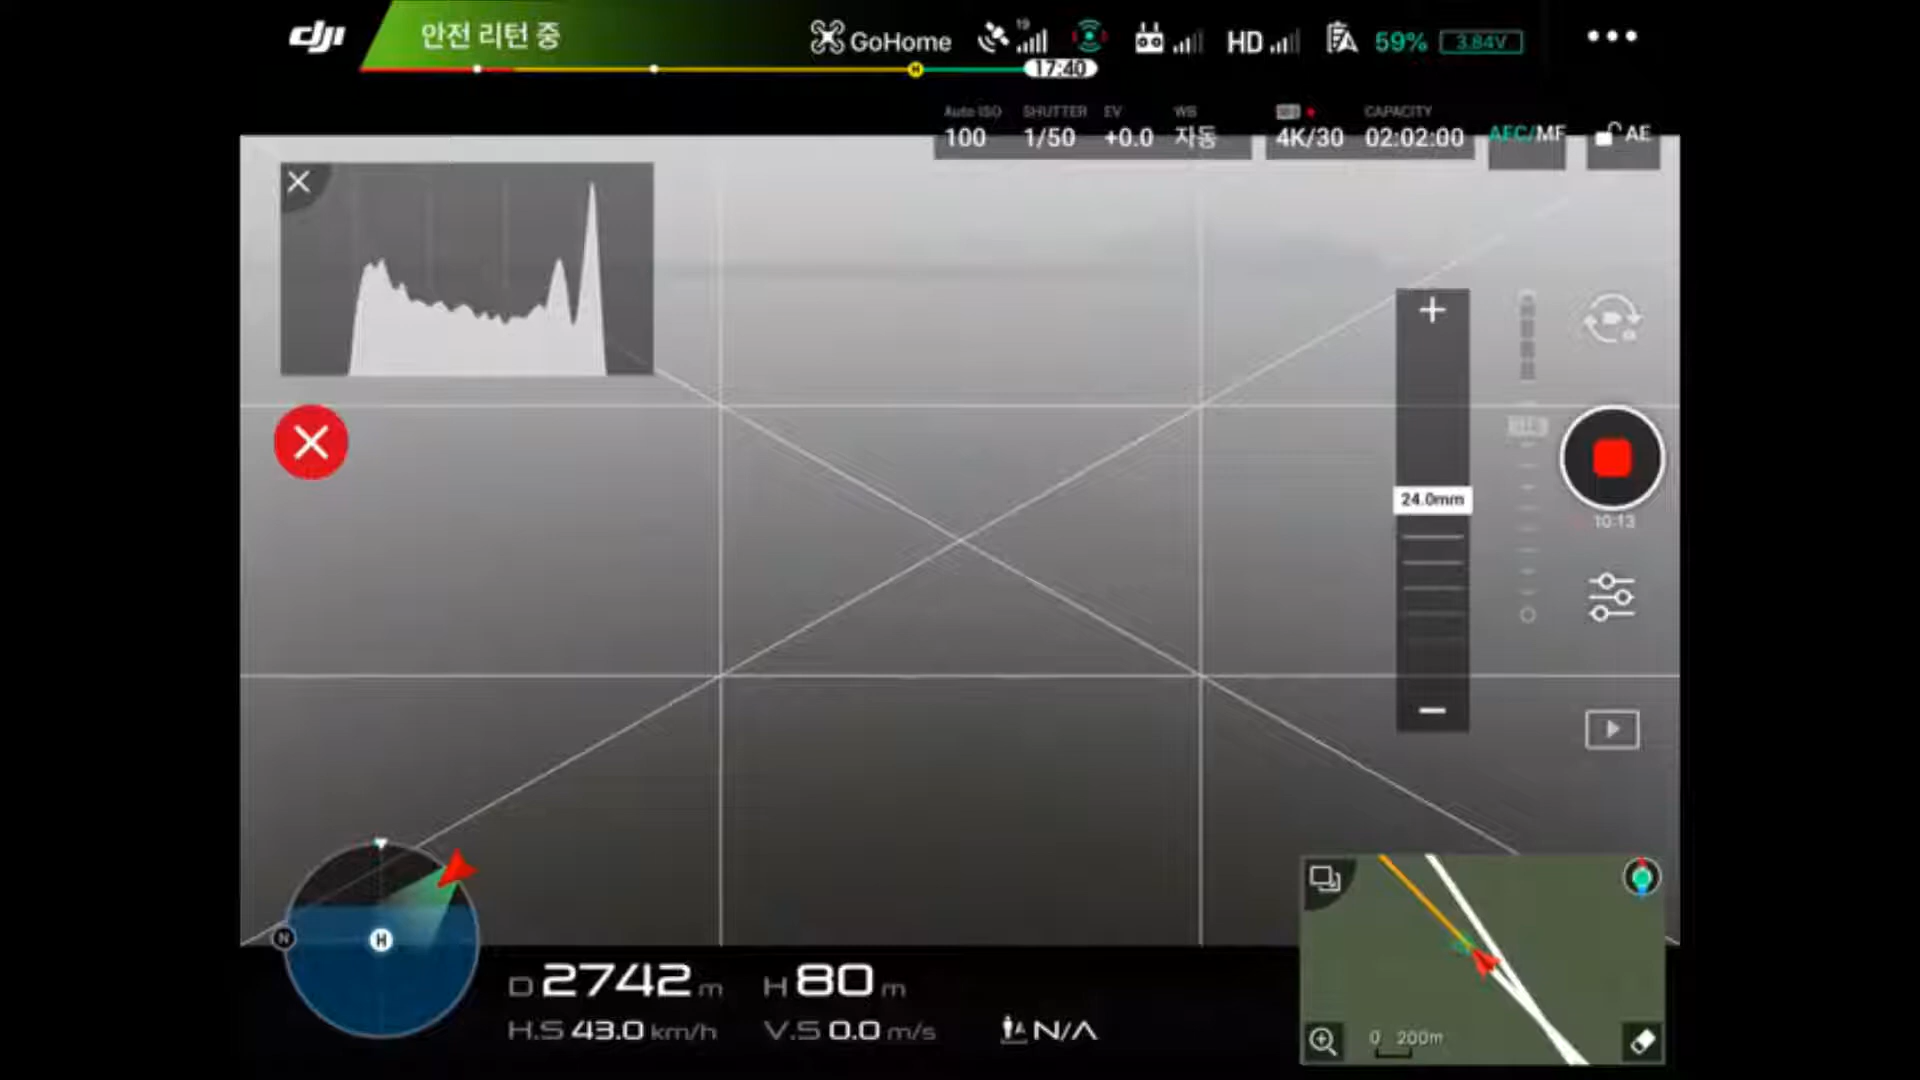 dji 안전 리턴 중 GoHome 19 HD 59% 3.84V
H 17:40
Auto ISO SHUTTER EV WB CAPACITY
100 1/50 +0.0 자동 4K/30 02:02:00 AFC/MF AE
24.0mm
10:13
N H
D 2742 m H 80 m
H.S 43.0 km/h V.S 0.0 m/s N/A
0 200m